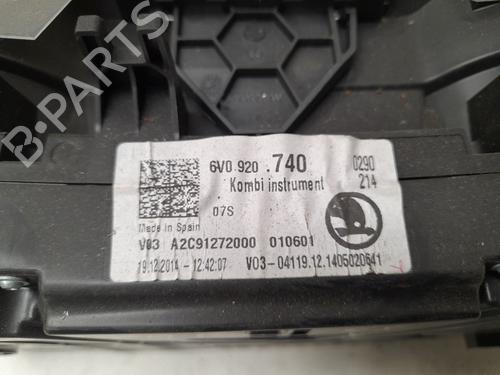 B-PARTS
6V0 920 .740 0290
Kombi instrument 214
07S
Made in Spain
V03 A2C91272000 010601
19.12.2014 - 12:42:07 V03-04119.12.1405020641